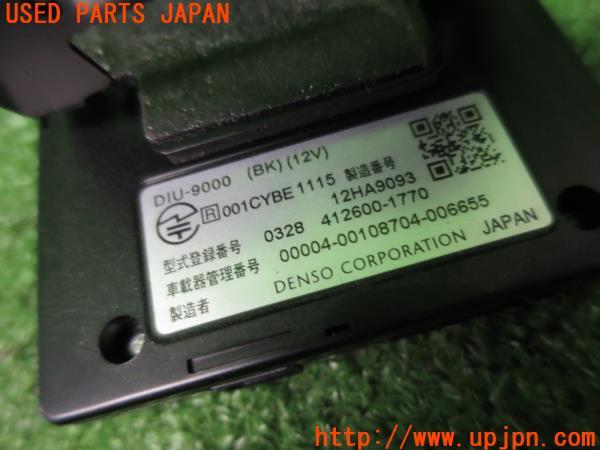 USED PARTS JAPAN
DIU-9000 (BK) (12V)
R 001CYBE1115 製造番号 12HA9093
型式登録番号 0328 412600-1770
車載器管理番号 00004-00108704-006655
製造者 DENSO CORPORATION JAPAN
http://www.upjpn.com/